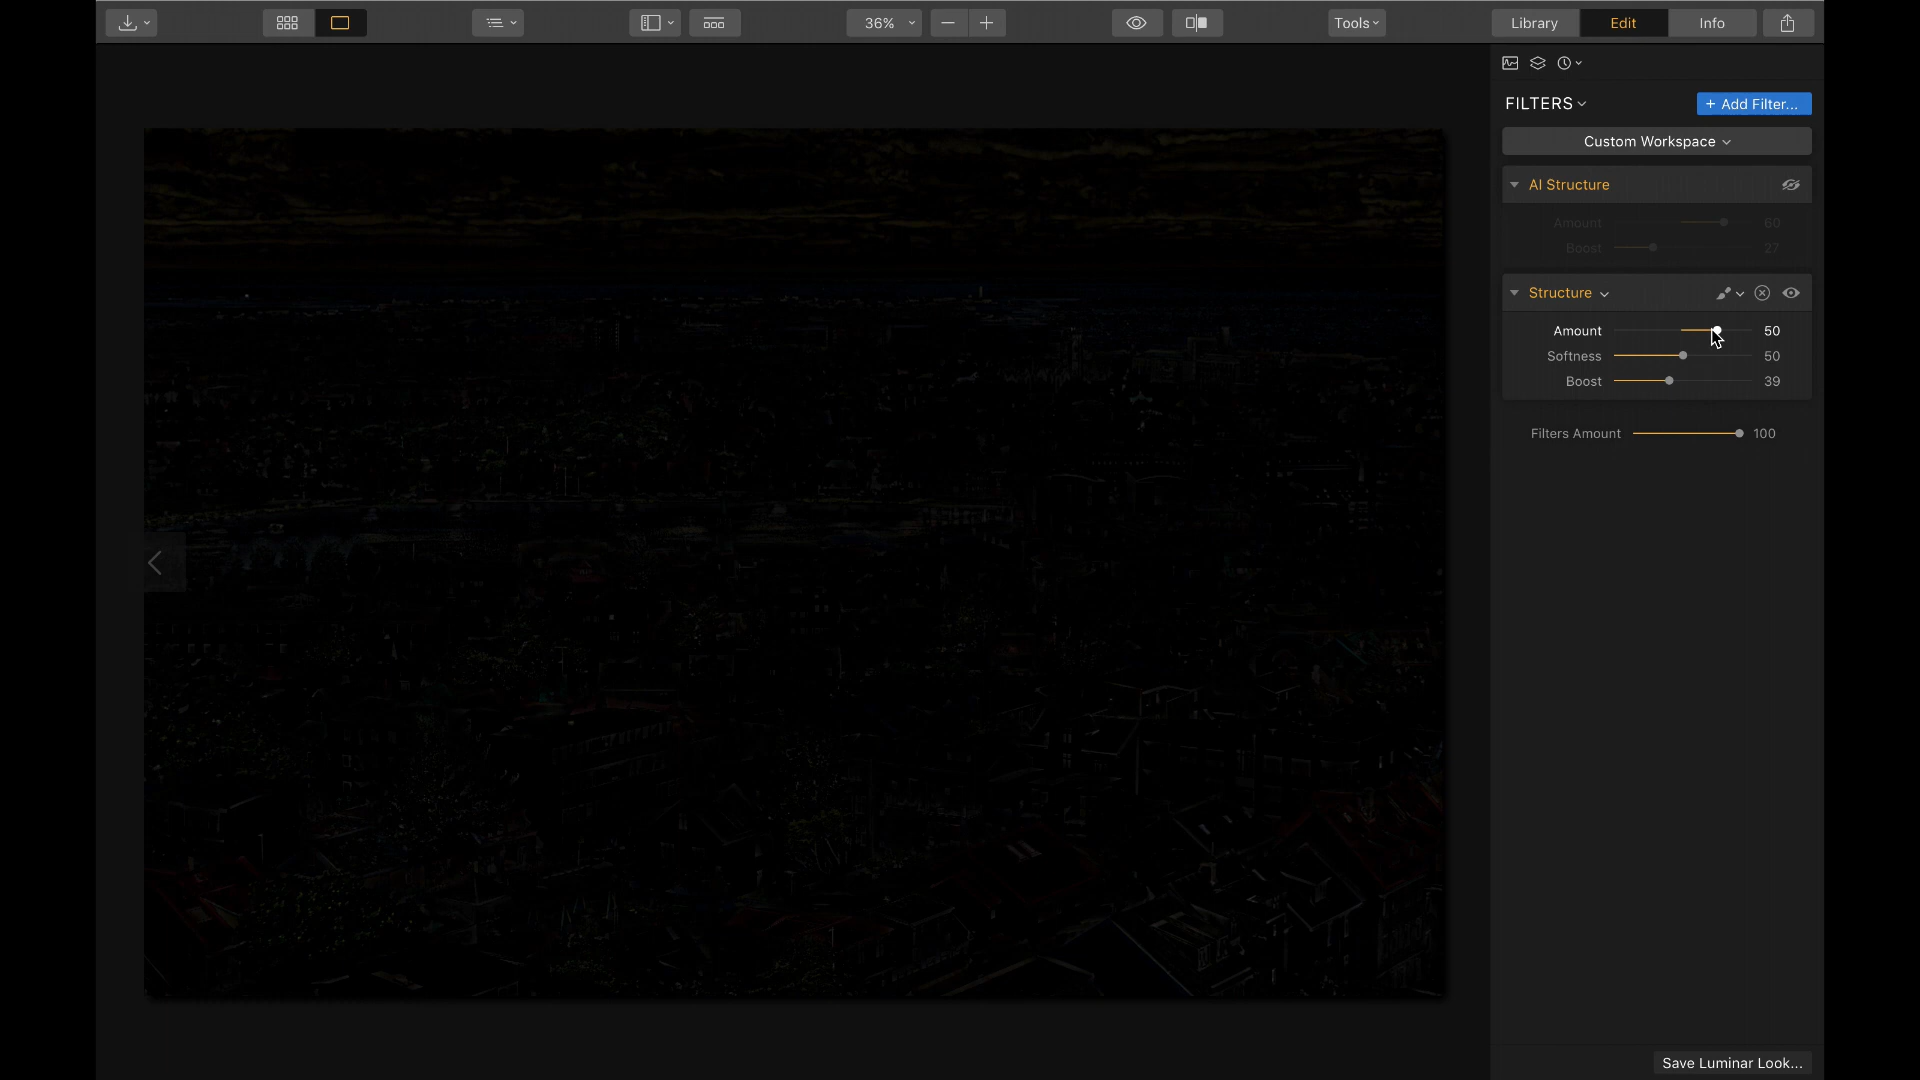 36% Tools Library Edit Info
FILTERS + Add Filter...
Custom Workspace
AI Structure
Amount 60
Boost 27
Structure
Amount 50
Softness 50
Boost 39
Filters Amount 100
Save Luminar Look...